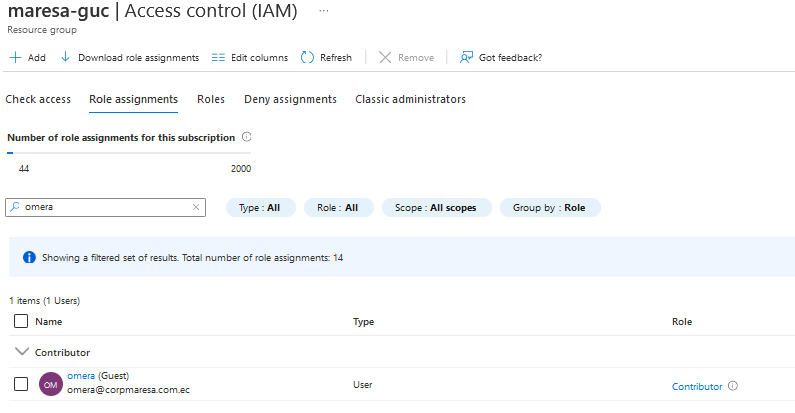 maresa-guc | Access control (IAM) ...
Resource group
Add Download role assignments Edit columns Refresh Remove Got feedback?
Check access Role assignments Roles Deny assignments Classic administrators
Number of role assignments for this subscription
44 2000
omera Type : All Role : All Scope : All scopes Group by : Role
Showing a filtered set of results. Total number of role assignments: 14
1 items (1 Users)
Name Type Role
Contributor
OM omera (Guest) User Contributor
omera@corpmaresa.com.ec